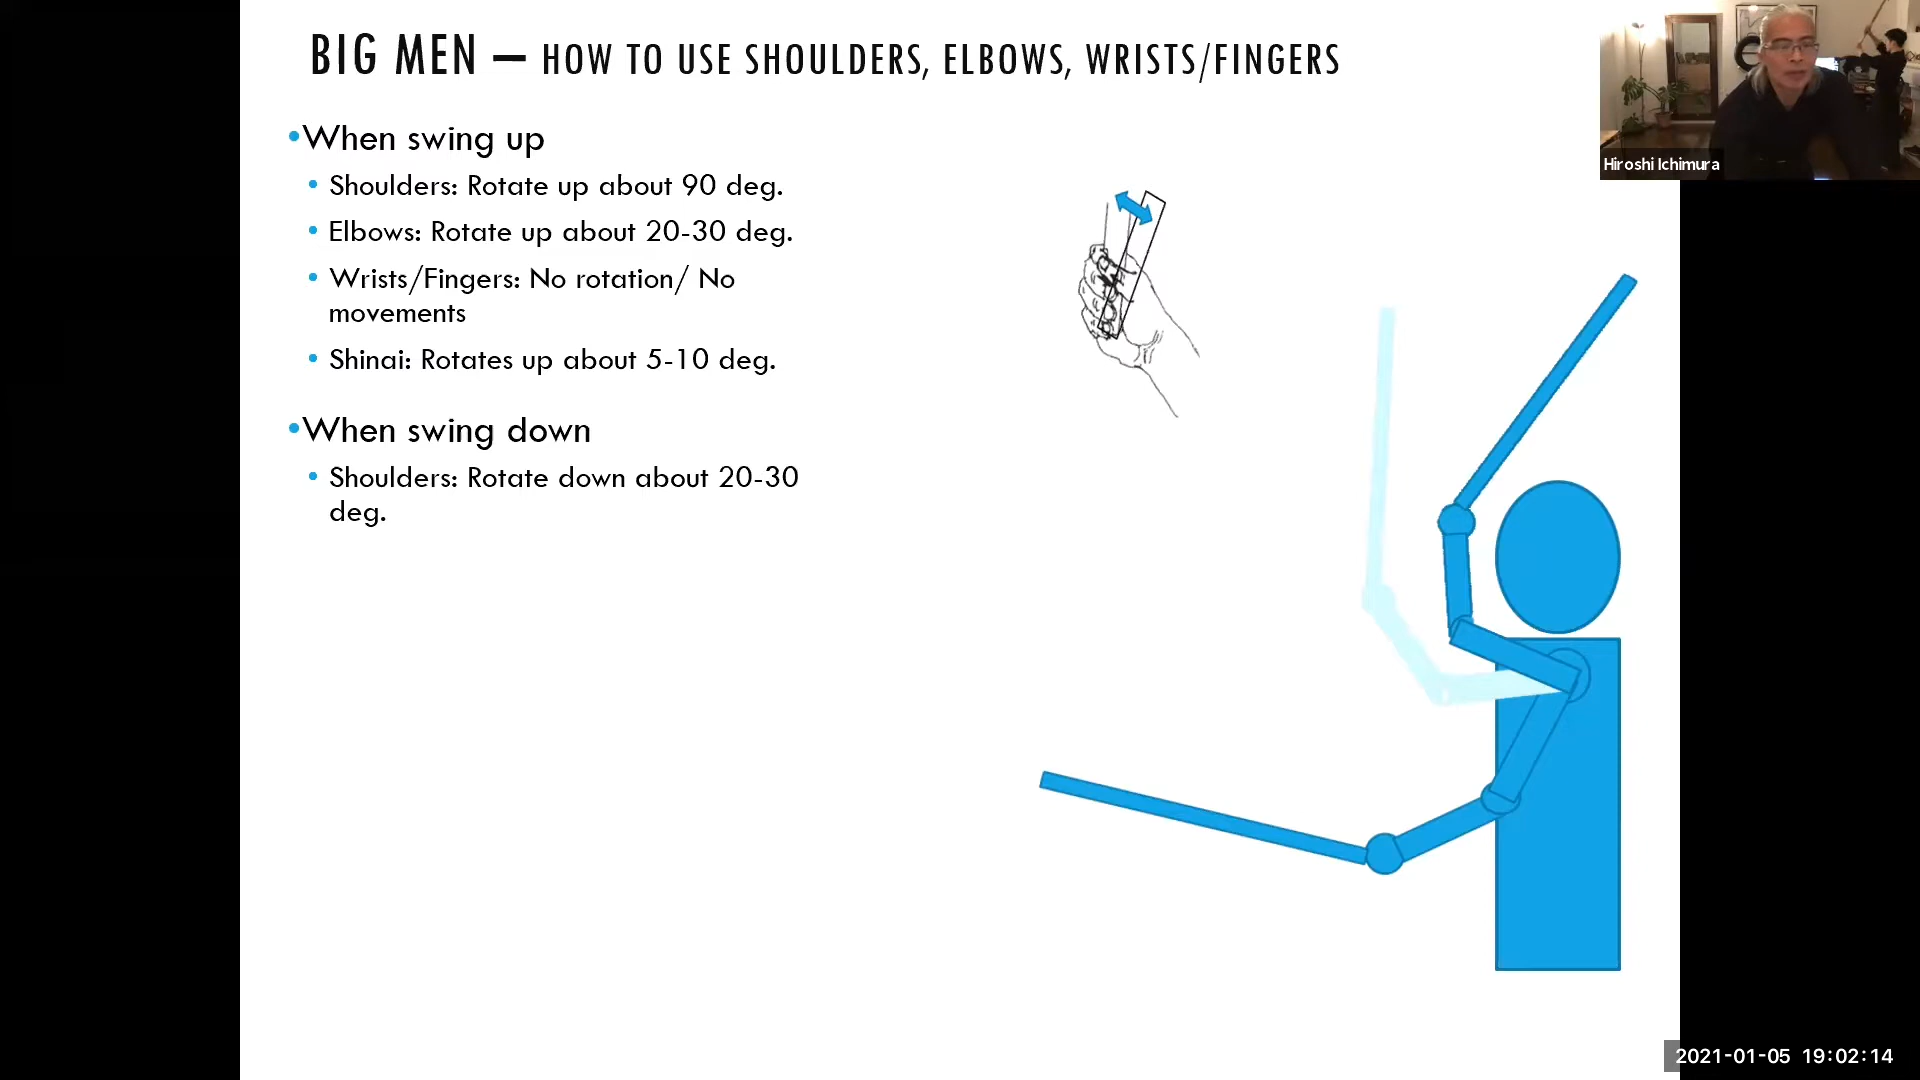 BIG MEN — HOW TO USE SHOULDERS, ELBOWS, WRISTS/FINGERS
•When swing up
• Shoulders: Rotate up about 90 deg.
• Elbows: Rotate up about 20-30 deg.
• Wrists/Fingers: No rotation/ No
movements
• Shinai: Rotates up about 5-10 deg.
•When swing down
• Shoulders: Rotate down about 20-30
deg.
Hiroshi Ichimura
2021-01-05 19:02:14